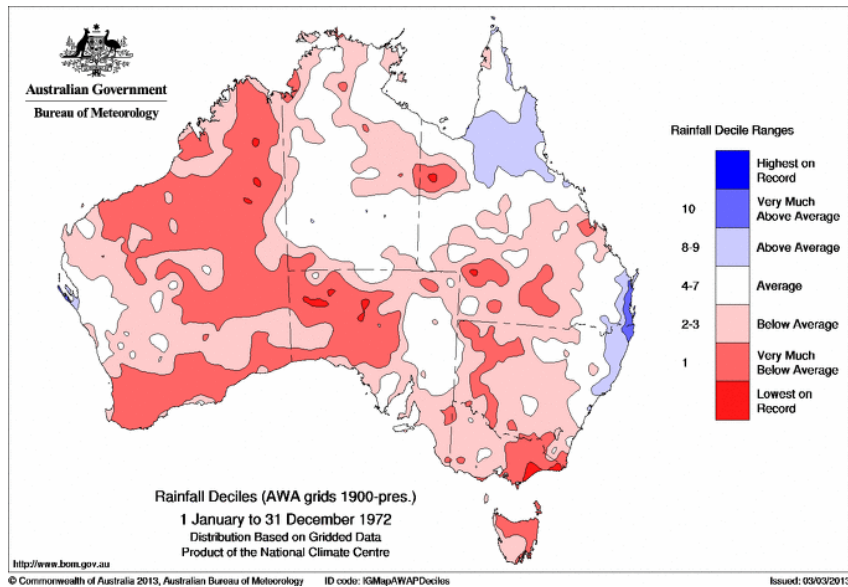 Australian Government
Bureau of Meteorology
Rainfall Decile Ranges
Highest on
Record
10
Very Much
Above Average
8-9
Above Average
4-7
Average
2-3
Below Average
1
Very Much
Below Average
Lowest on
Record
Rainfall Deciles (AWA grids 1900-pres.)
1 January to 31 December 1972
Distribution Based on Gridded Data
Product of the National Climate Centre
http://www.bom.gov.au
© Commonwealth of Australia 2013, Australian Bureau of Meteorology ID code: IGMapAWAPDeciles Issued: 03/03/2013